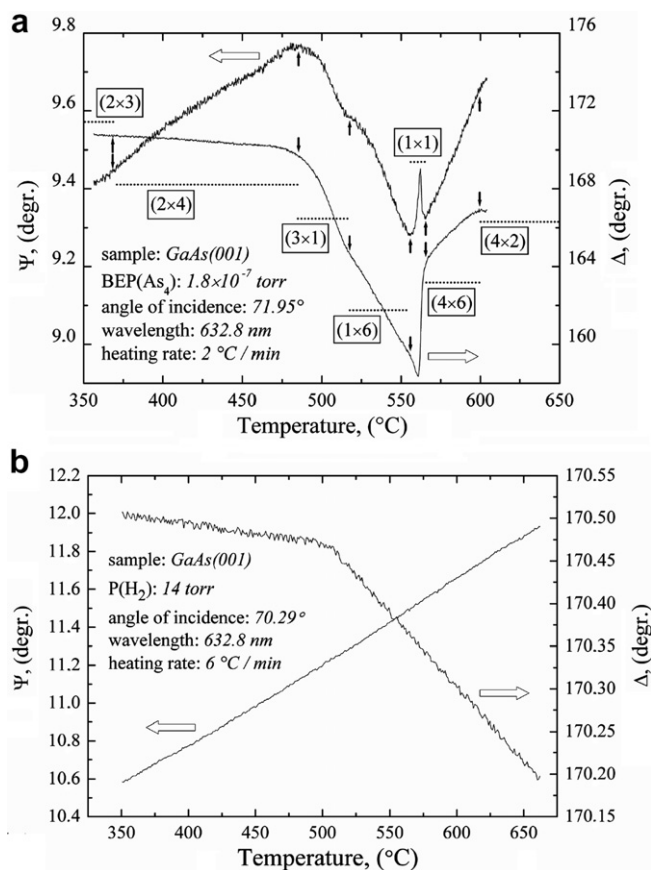 a
9.8
9.6
9.4
9.2
9.0
Ψ, (degr.)
176
172
168
164
160
Δ, (degr.)
(2×3)
(2×4)
(3×1)
(1×1)
(1×6)
(4×6)
(4×2)
sample: GaAs(001)
BEP(As₄): 1.8×10⁻⁷ torr
angle of incidence: 71.95°
wavelength: 632.8 nm
heating rate: 2 °C / min
350 400 450 500 550 600 650
Temperature, (°C)
b
12.2
12.0
11.8
11.6
11.4
11.2
11.0
10.8
10.6
10.4
Ψ, (degr.)
170.55
170.50
170.45
170.40
170.35
170.30
170.25
170.20
170.15
Δ, (degr.)
sample: GaAs(001)
P(H₂): 14 torr
angle of incidence: 70.29°
wavelength: 632.8 nm
heating rate: 6 °C / min
350 400 450 500 550 600 650
Temperature, (°C)